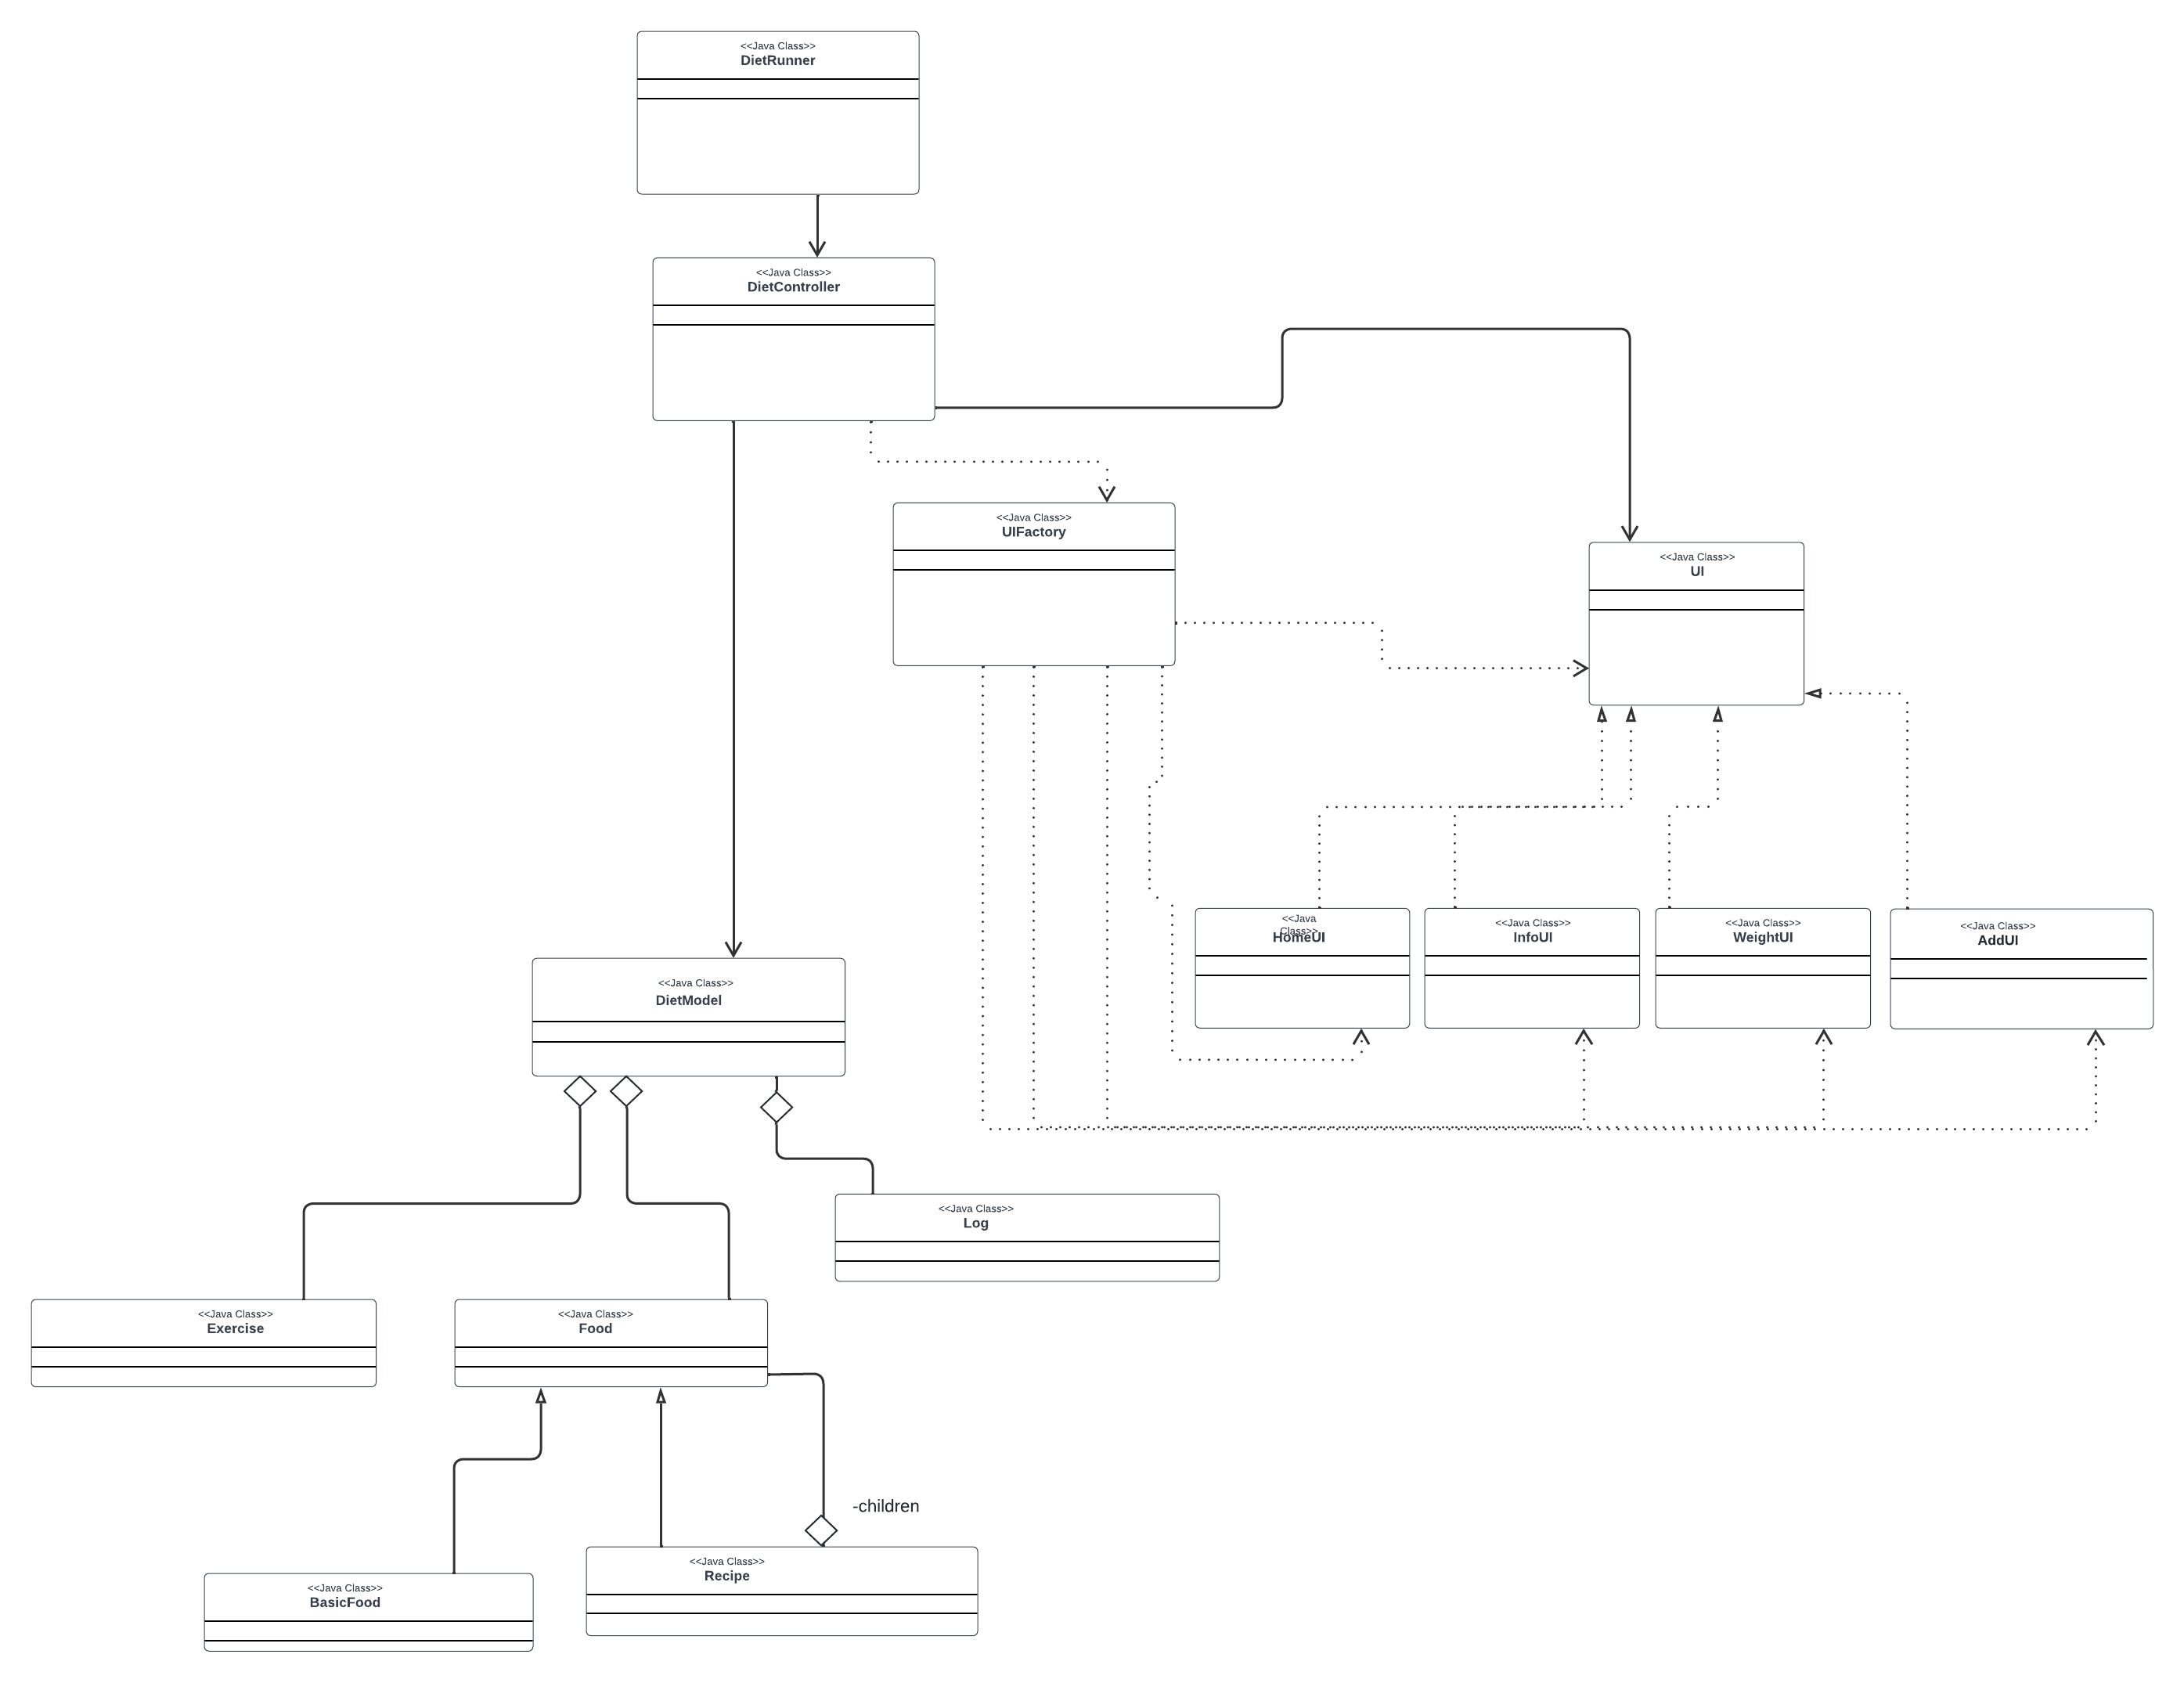 <<Java Class>>
DietRunner
<<Java Class>>
DietController
<<Java Class>>
UIFactory
<<Java Class>>
UI
<<Java
Class>>
HomeUI
<<Java Class>>
InfoUI
<<Java Class>>
WeightUI
<<Java Class>>
AddUI
<<Java Class>>
DietModel
<<Java Class>>
Log
<<Java Class>>
Exercise
<<Java Class>>
Food
-children
<<Java Class>>
Recipe
<<Java Class>>
BasicFood